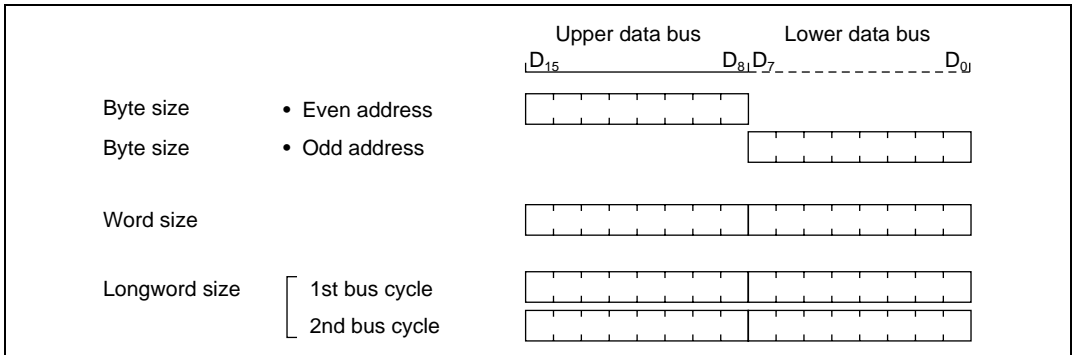 Upper data bus Lower data bus
D15 D8 D7 D0
Byte size • Even address
Byte size • Odd address
Word size
Longword size 1st bus cycle
2nd bus cycle